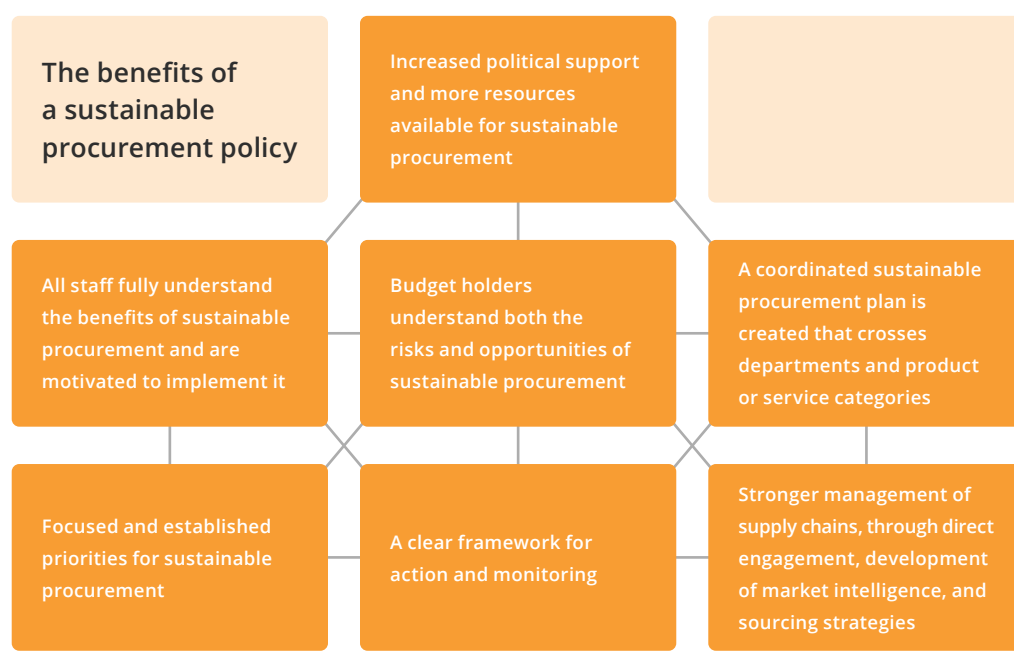 The benefits of
a sustainable
procurement policy
Increased political support
and more resources
available for sustainable
procurement
All staff fully understand
the benefits of sustainable
procurement and are
motivated to implement it
Budget holders
understand both the
risks and opportunities of
sustainable procurement
A coordinated sustainable
procurement plan is
created that crosses
departments and product
or service categories
Focused and established
priorities for sustainable
procurement
A clear framework for
action and monitoring
Stronger management of
supply chains, through direct
engagement, development
of market intelligence, and
sourcing strategies